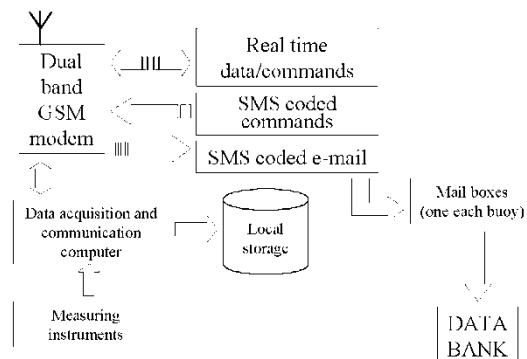 Dual
band
GSM
modem
Real time
data/commands
SMS coded
commands
SMS coded e-mail
Mail boxes
(one each buoy)
Data acquisition and
communication
computer
Local
storage
Measuring
instruments
DATA
BANK